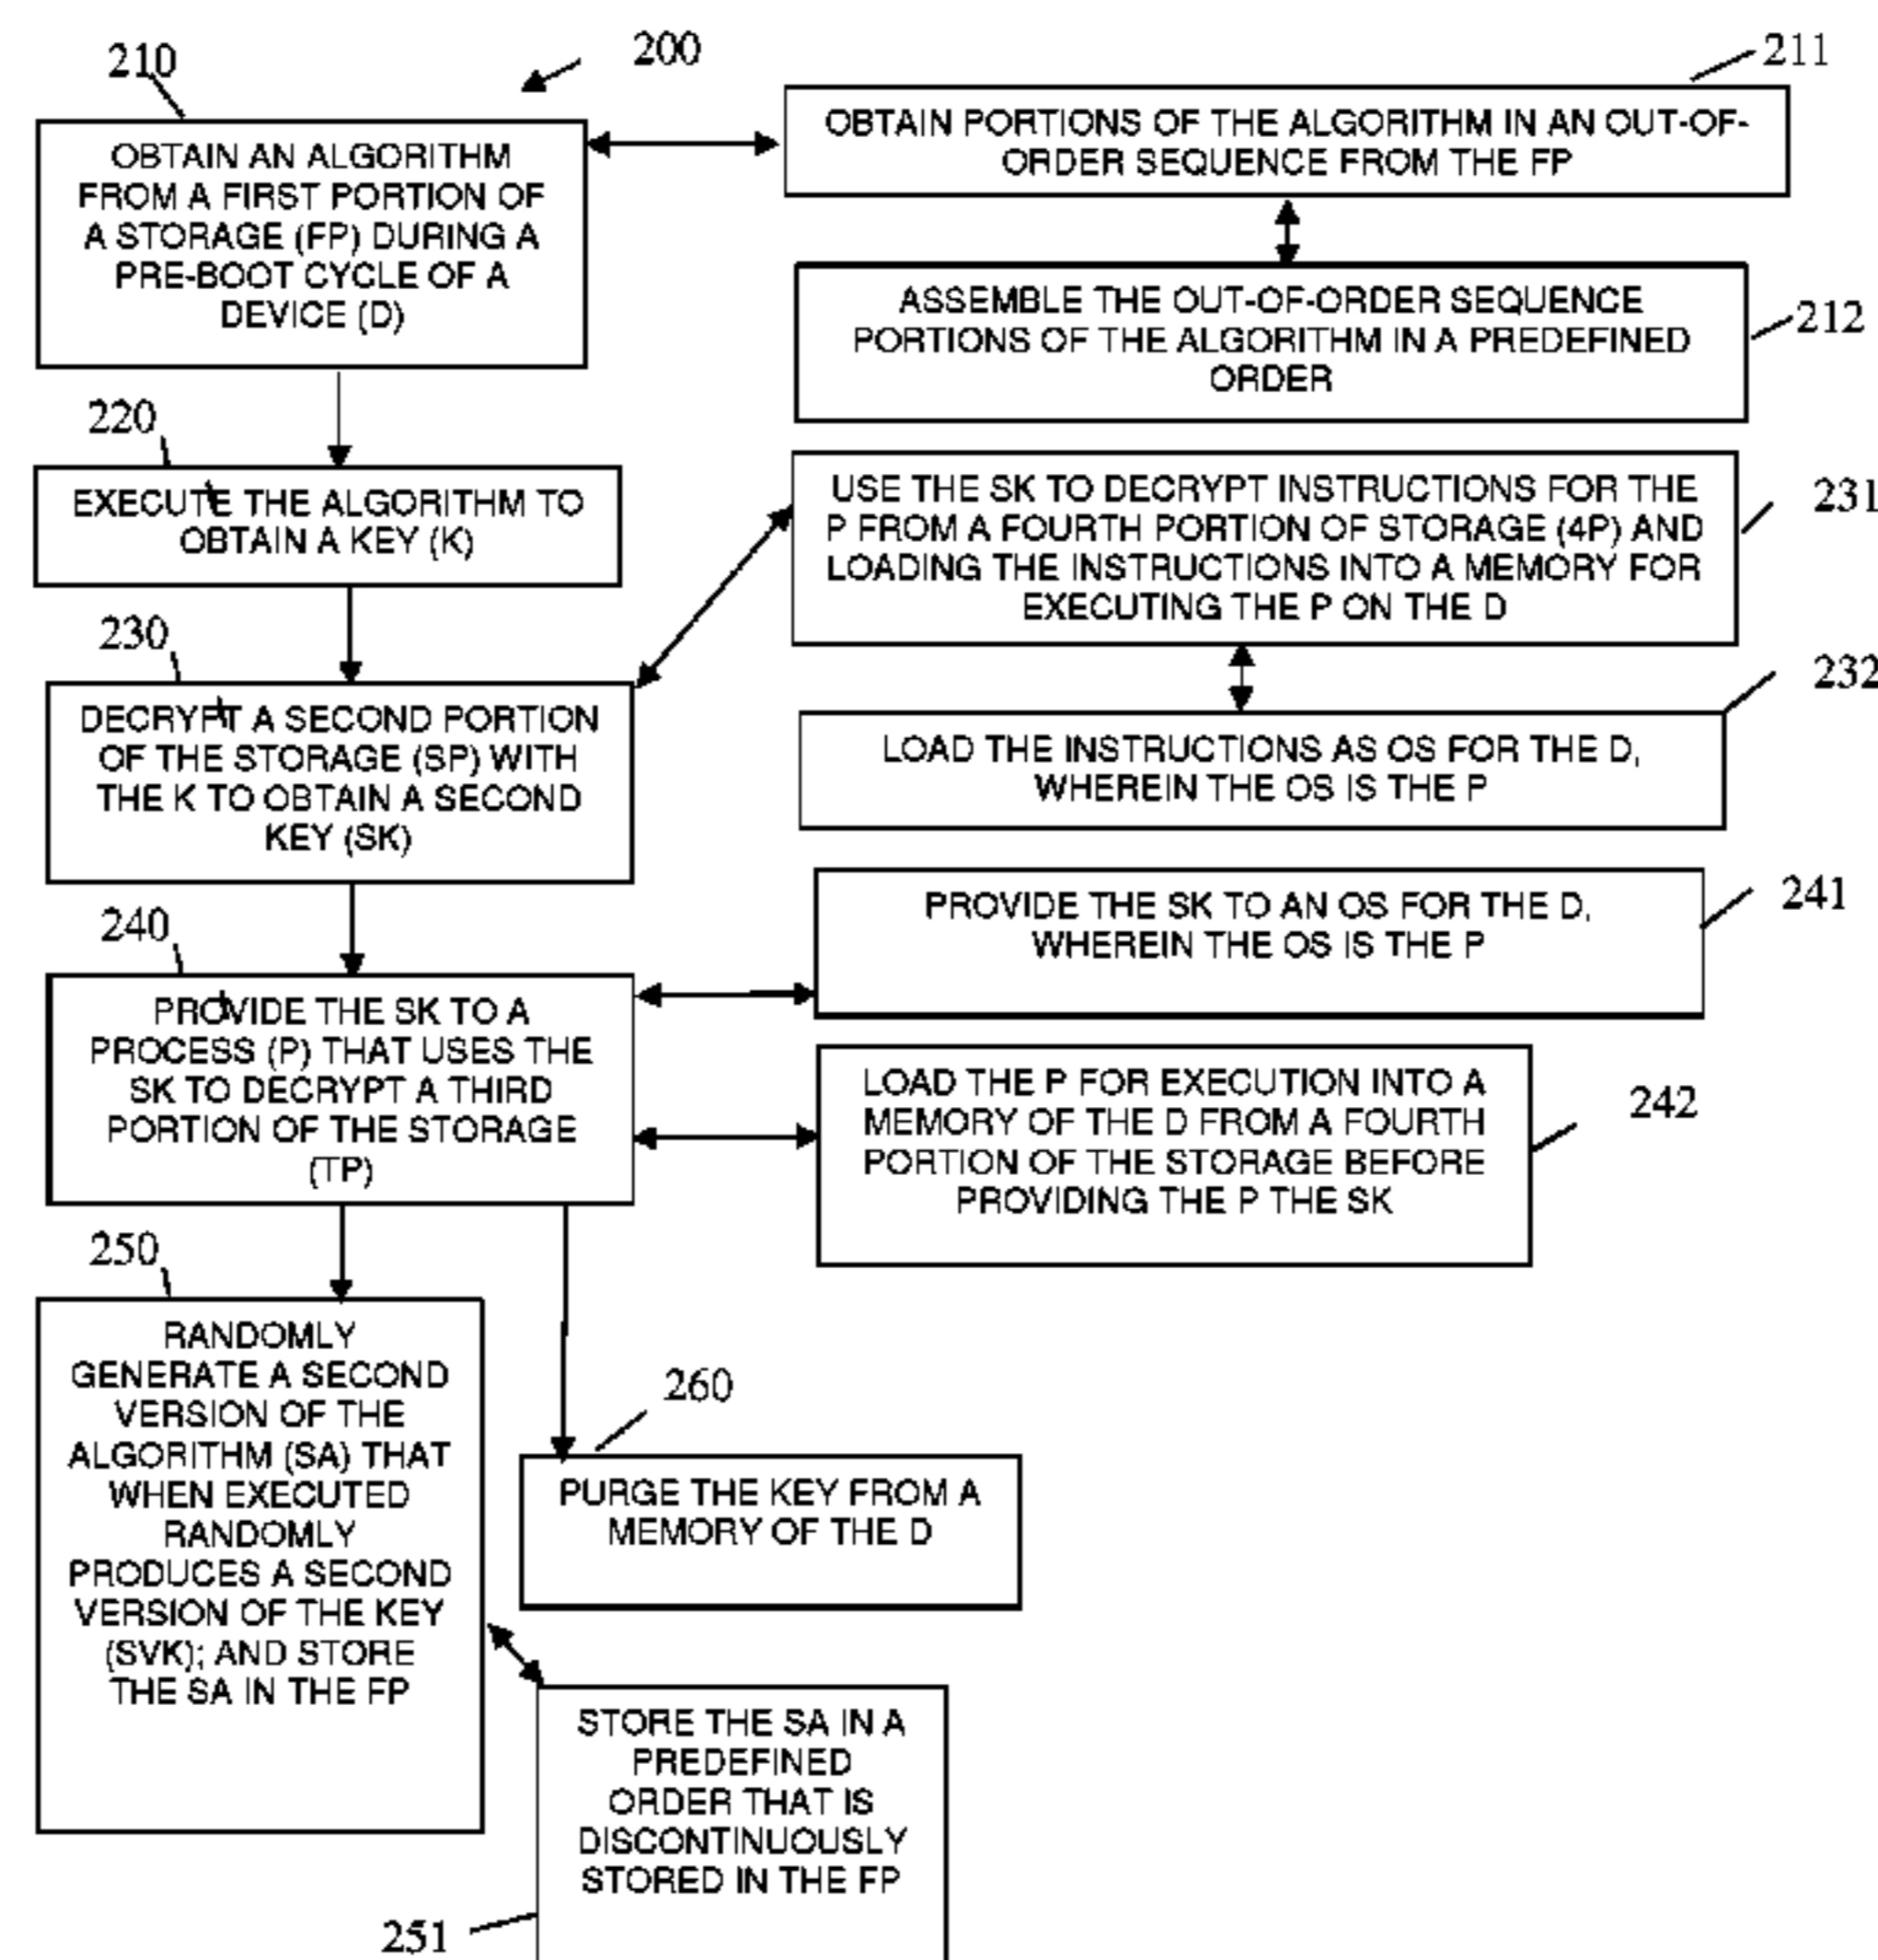 200
210
OBTAIN AN ALGORITHM
FROM A FIRST PORTION OF
A STORAGE (FP) DURING A
PRE-BOOT CYCLE OF A
DEVICE (D)
211
OBTAIN PORTIONS OF THE ALGORITHM IN AN OUT-OF-
ORDER SEQUENCE FROM THE FP
ASSEMBLE THE OUT-OF-ORDER SEQUENCE
PORTIONS OF THE ALGORITHM IN A PREDEFINED
ORDER
212
220
EXECUTE THE ALGORITHM TO
OBTAIN A KEY (K)
USE THE SK TO DECRYPT INSTRUCTIONS FOR THE
P FROM A FOURTH PORTION OF STORAGE (4P) AND
LOADING THE INSTRUCTIONS INTO A MEMORY FOR
EXECUTING THE P ON THE D
231
230
DECRYPT A SECOND PORTION
OF THE STORAGE (SP) WITH
THE K TO OBTAIN A SECOND
KEY (SK)
232
LOAD THE INSTRUCTIONS AS OS FOR THE D,
WHEREIN THE OS IS THE P
240
PROVIDE THE SK TO A
PROCESS (P) THAT USES THE
SK TO DECRYPT A THIRD
PORTION OF THE STORAGE
(TP)
PROVIDE THE SK TO AN OS FOR THE D,
WHEREIN THE OS IS THE P
241
LOAD THE P FOR EXECUTION INTO A
MEMORY OF THE D FROM A FOURTH
PORTION OF THE STORAGE BEFORE
PROVIDING THE P THE SK
242
250
RANDOMLY
GENERATE A SECOND
VERSION OF THE
ALGORITHM (SA) THAT
WHEN EXECUTED
RANDOMLY
PRODUCES A SECOND
VERSION OF THE KEY
(SVK); AND STORE
THE SA IN THE FP
260
PURGE THE KEY FROM A
MEMORY OF THE D
STORE THE SA IN A
PREDEFINED
ORDER THAT IS
DISCONTINUOUSLY
STORED IN THE FP
251